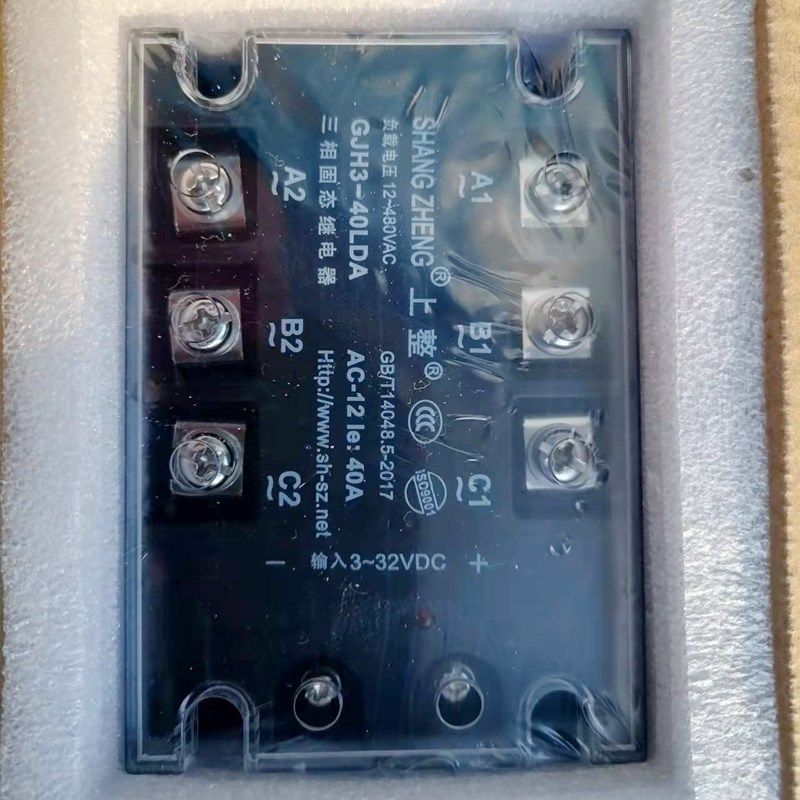 A1
~
B1
~
C1
~
+
SHANG ZHENG® 上整®
CCC
ISO9001
负载电压 12~480VAC
GB/T14048.5-2017
GJH3-40LDA
AC-12 Ie: 40A
三相固态继电器
Http://www.sh-sz.net
A2
~
B2
~
C2
~
-
输入 3~32VDC